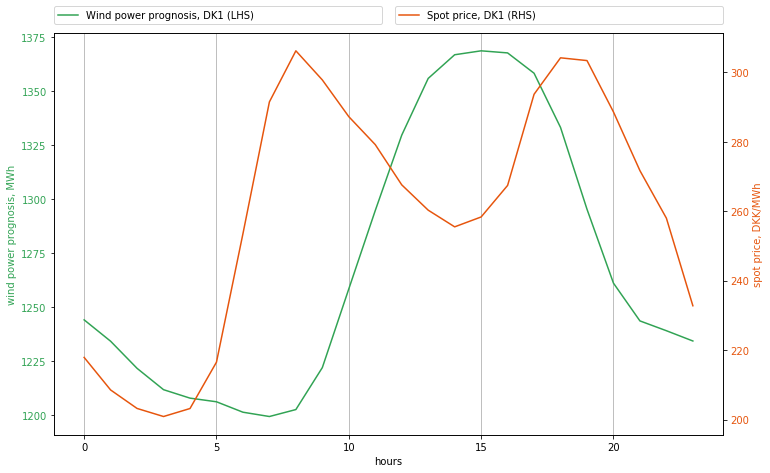 Wind power prognosis, DK1 (LHS)
Spot price, DK1 (RHS)
1375
1350
1325
1300
1275
1250
1225
1200
wind power prognosis, MWh
300
280
260
240
220
200
spot price, DKK/MWh
0 5 10 15 20
hours